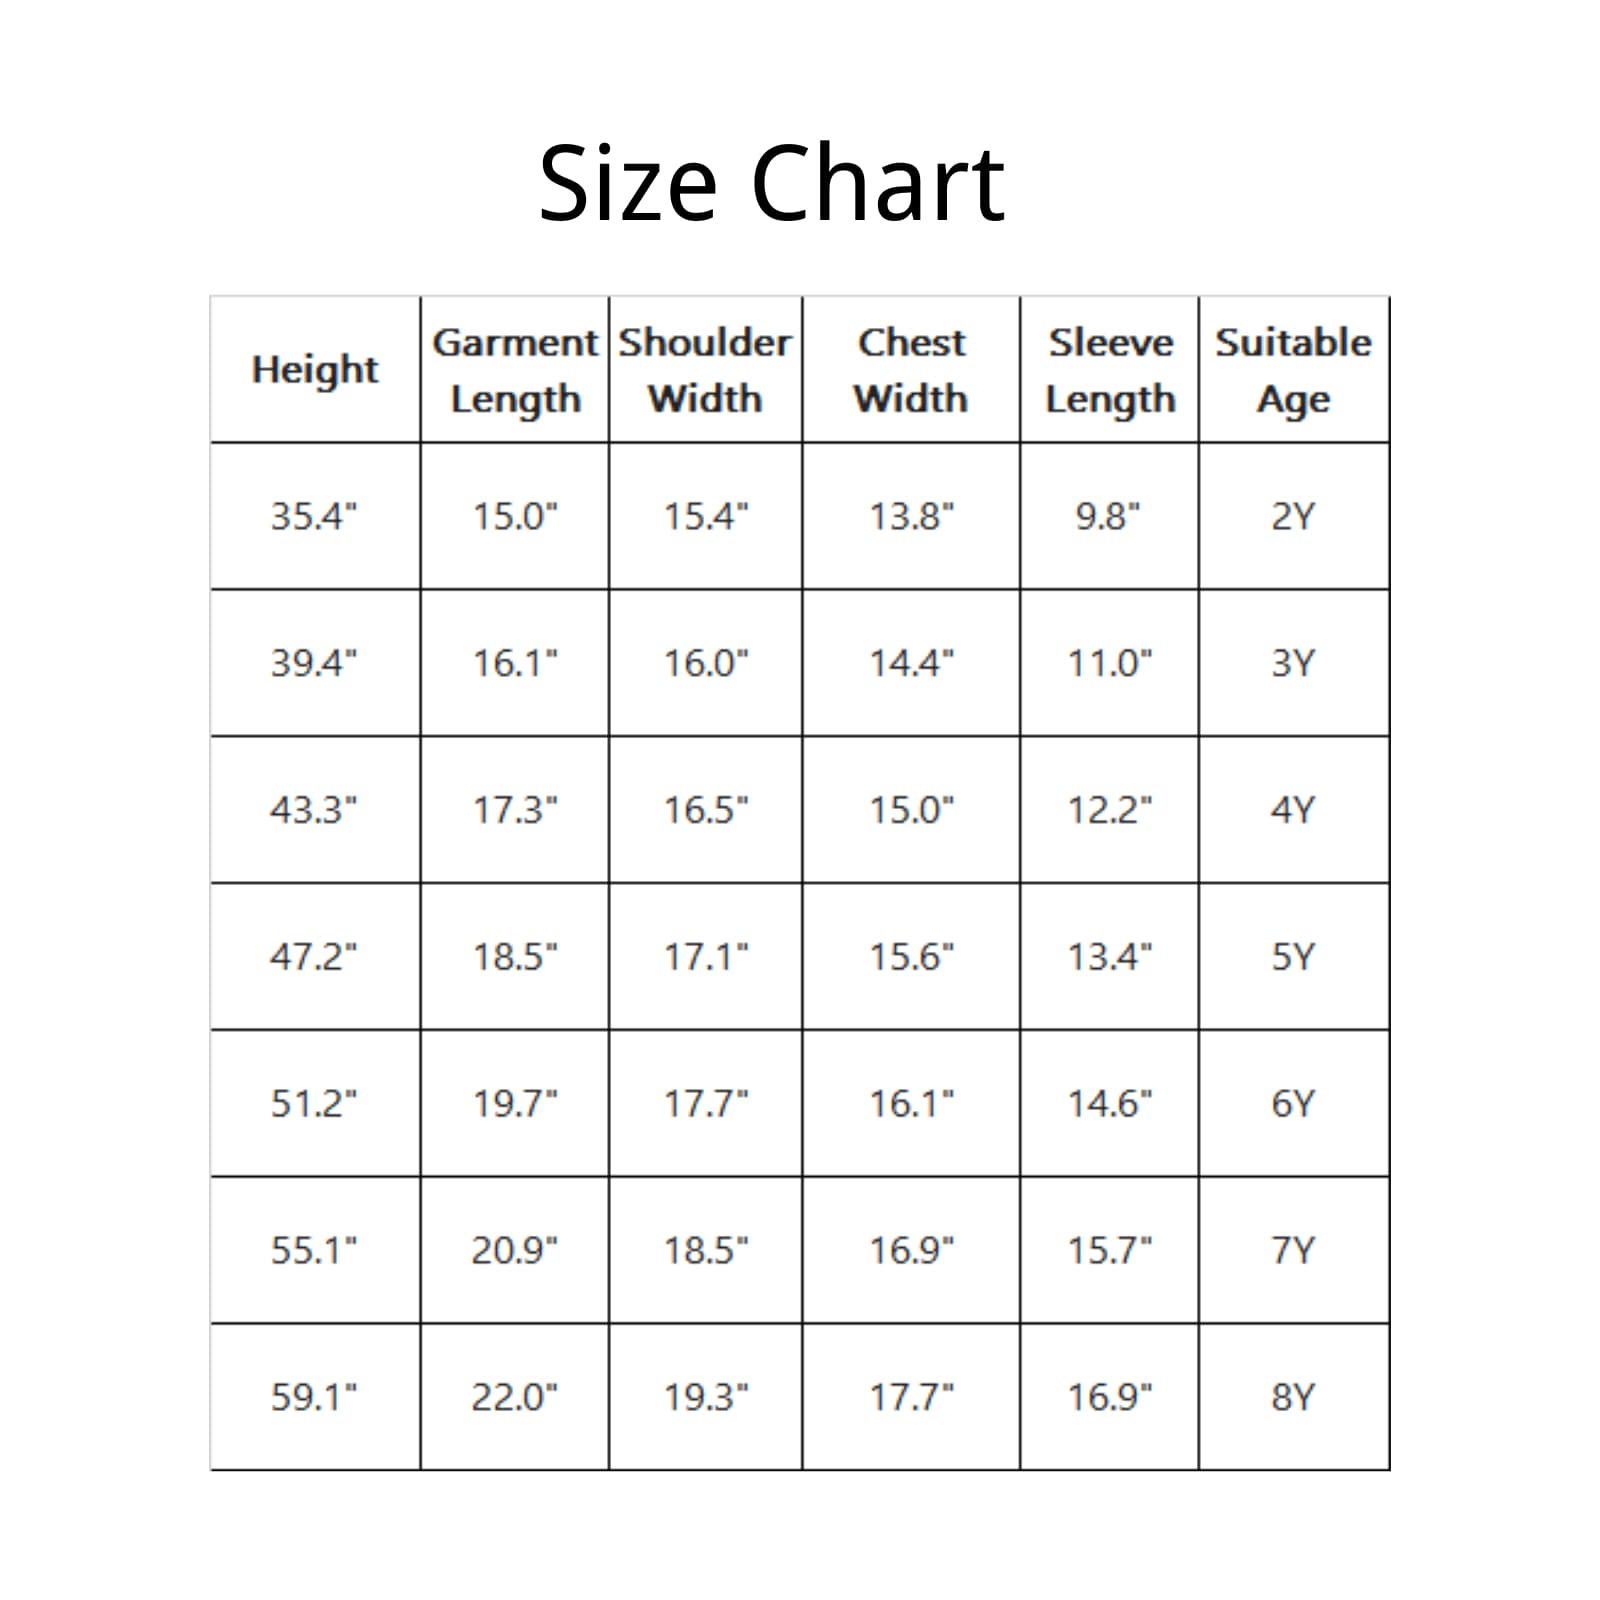 Size Chart
Height Garment Length Shoulder Width Chest Width Sleeve Length Suitable Age
35.4" 15.0" 15.4" 13.8" 9.8" 2Y
39.4" 16.1" 16.0" 14.4" 11.0" 3Y
43.3" 17.3" 16.5" 15.0" 12.2" 4Y
47.2" 18.5" 17.1" 15.6" 13.4" 5Y
51.2" 19.7" 17.7" 16.1" 14.6" 6Y
55.1" 20.9" 18.5" 16.9" 15.7" 7Y
59.1" 22.0" 19.3" 17.7" 16.9" 8Y